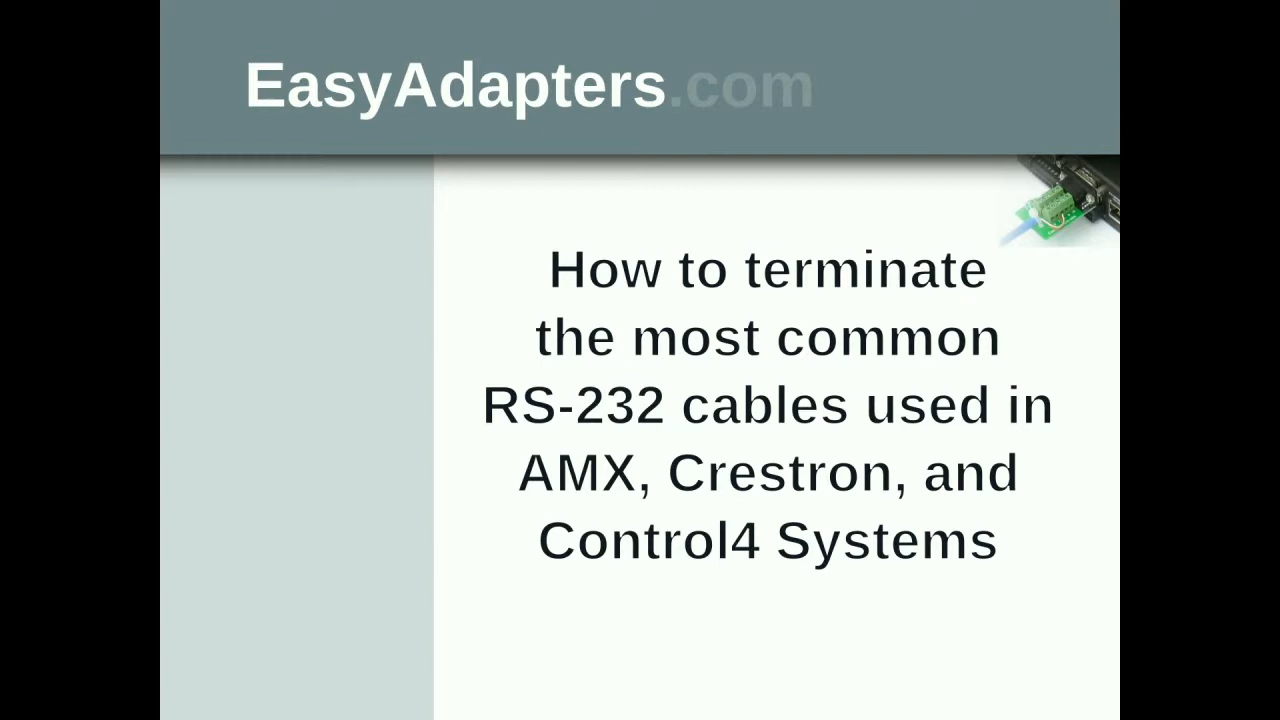 EasyAdapters.com
How to terminate
the most common
RS-232 cables used in
AMX, Crestron, and
Control4 Systems